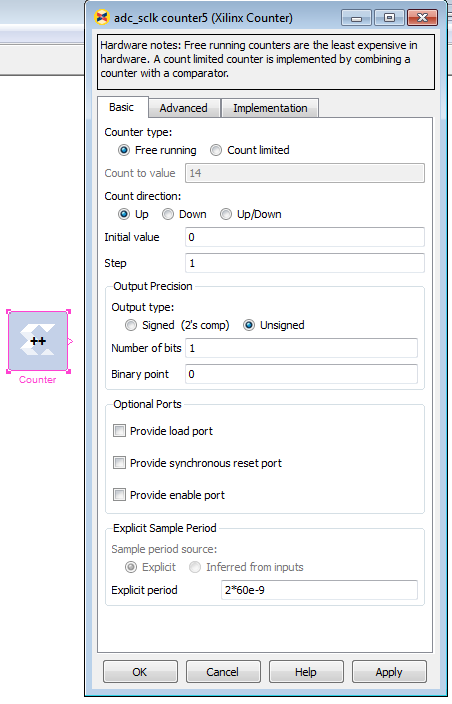 adc_sclk counter5 (Xilinx Counter)
Hardware notes: Free running counters are the least expensive in
hardware. A count limited counter is implemented by combining a
counter with a comparator.
Basic Advanced Implementation
Counter type:
Free running Count limited
Count to value 14
Count direction:
Up Down Up/Down
Initial value 0
Step 1
Output Precision
Output type:
Signed (2's comp) Unsigned
Number of bits 1
Binary point 0
Optional Ports
Provide load port
Provide synchronous reset port
Provide enable port
Explicit Sample Period
Sample period source:
Explicit Inferred from inputs
Explicit period 2*60e-9
OK Cancel Help Apply
++
Counter